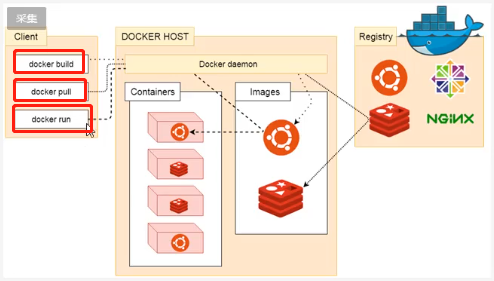 采集
Client
docker build
docker pull
docker run
DOCKER HOST
Docker daemon
Containers
Images
Registry
NGINX